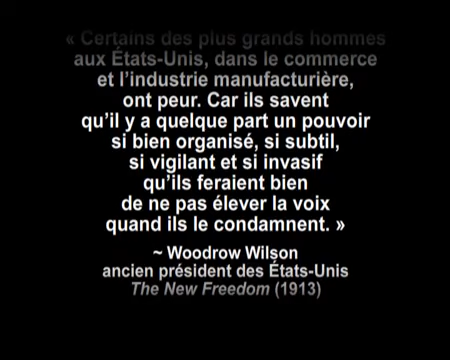 « Certains des plus grands hommes
aux États-Unis, dans le commerce
et l'industrie manufacturière,
ont peur. Car ils savent
qu'il y a quelque part un pouvoir
si bien organisé, si subtil,
si vigilant et si invasif
qu'ils feraient bien
de ne pas élever la voix
quand ils le condamnent. »
~ Woodrow Wilson
ancien président des États-Unis
The New Freedom (1913)